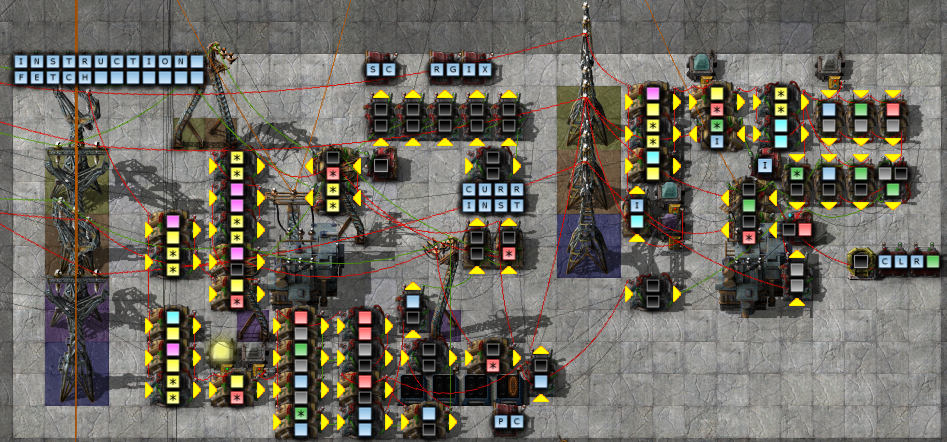 INSTRUCTION
FETCH
SC RGIX
CURR
INST
I
I
I
CLR
PC